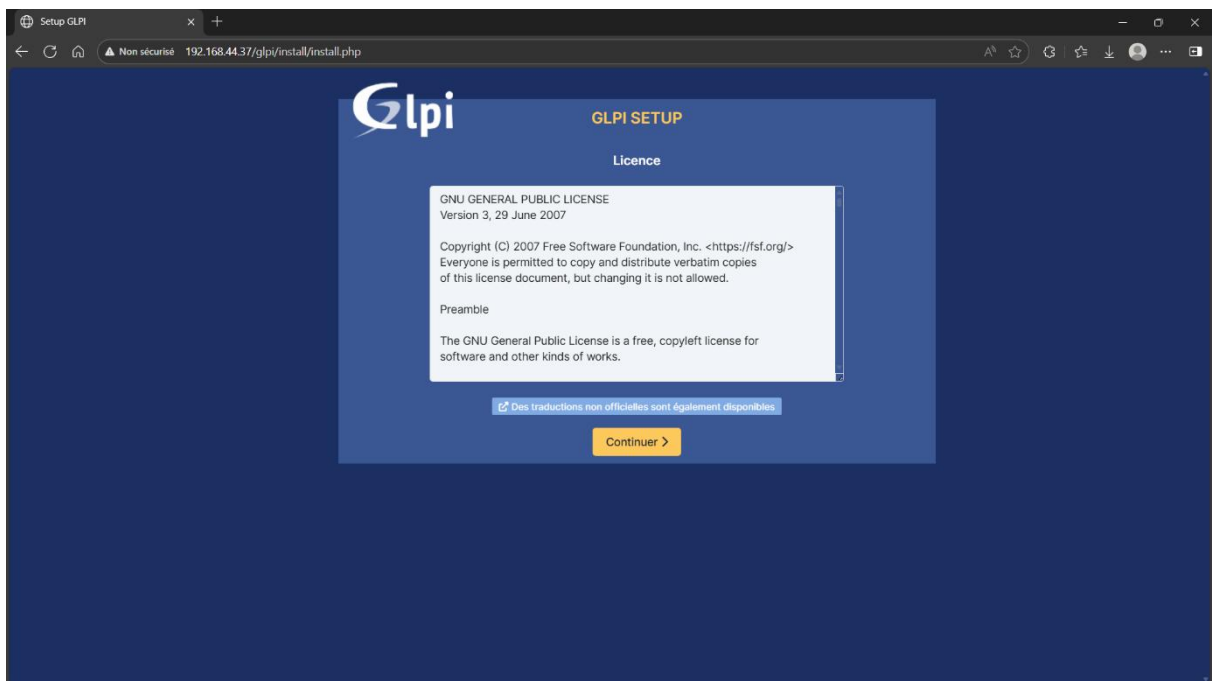 Setup GLPI
Non sécurisé 192.168.44.37/glpi/install/install.php
Glpi
GLPI SETUP
Licence
GNU GENERAL PUBLIC LICENSE
Version 3, 29 June 2007
Copyright (C) 2007 Free Software Foundation, Inc. <https://fsf.org/>
Everyone is permitted to copy and distribute verbatim copies
of this license document, but changing it is not allowed.
Preamble
The GNU General Public License is a free, copyleft license for
software and other kinds of works.
Des traductions non officielles sont également disponibles
Continuer